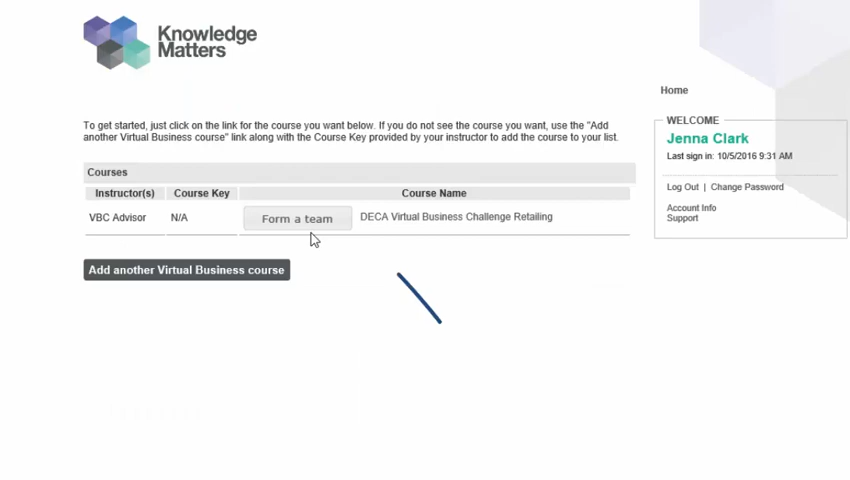 Knowledge
Matters
Home
To get started, just click on the link for the course you want below. If you do not see the course you want, use the "Add
another Virtual Business course" link along with the Course Key provided by your instructor to add the course to your list.
WELCOME
Jenna Clark
Last sign in: 10/5/2016 9:31 AM
Log Out | Change Password
Account Info
Support
Courses
Instructor(s) Course Key Course Name
VBC Advisor N/A Form a team DECA Virtual Business Challenge Retailing
Add another Virtual Business course